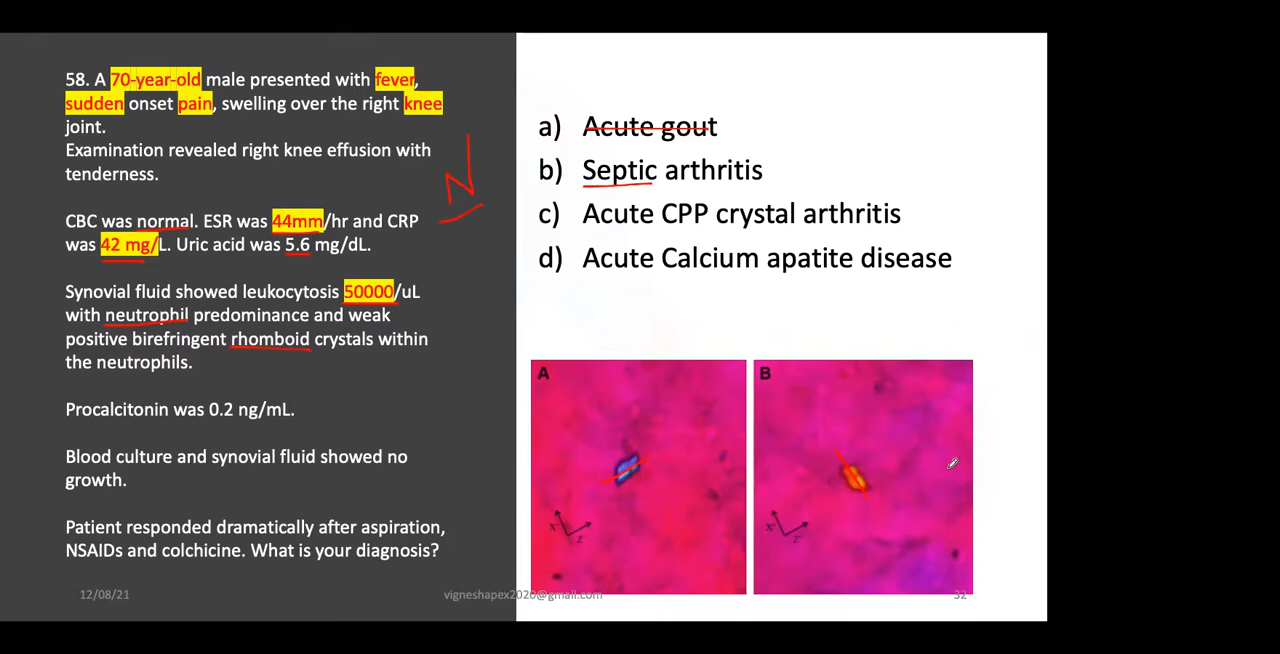 58. A 70-year-old male presented with fever,
sudden onset pain, swelling over the right knee
joint.
Examination revealed right knee effusion with
tenderness.
N
CBC was normal. ESR was 44mm/hr and CRP
was 42 mg/L. Uric acid was 5.6 mg/dL.
Synovial fluid showed leukocytosis 50000/uL
with neutrophil predominance and weak
positive birefringent rhomboid crystals within
the neutrophils.
Procalcitonin was 0.2 ng/mL.
Blood culture and synovial fluid showed no
growth.
Patient responded dramatically after aspiration,
NSAIDs and colchicine. What is your diagnosis?
a) Acute gout
b) Septic arthritis
c) Acute CPP crystal arthritis
d) Acute Calcium apatite disease
A
B
12/08/21
vigneshapex2020@gmail.com
32